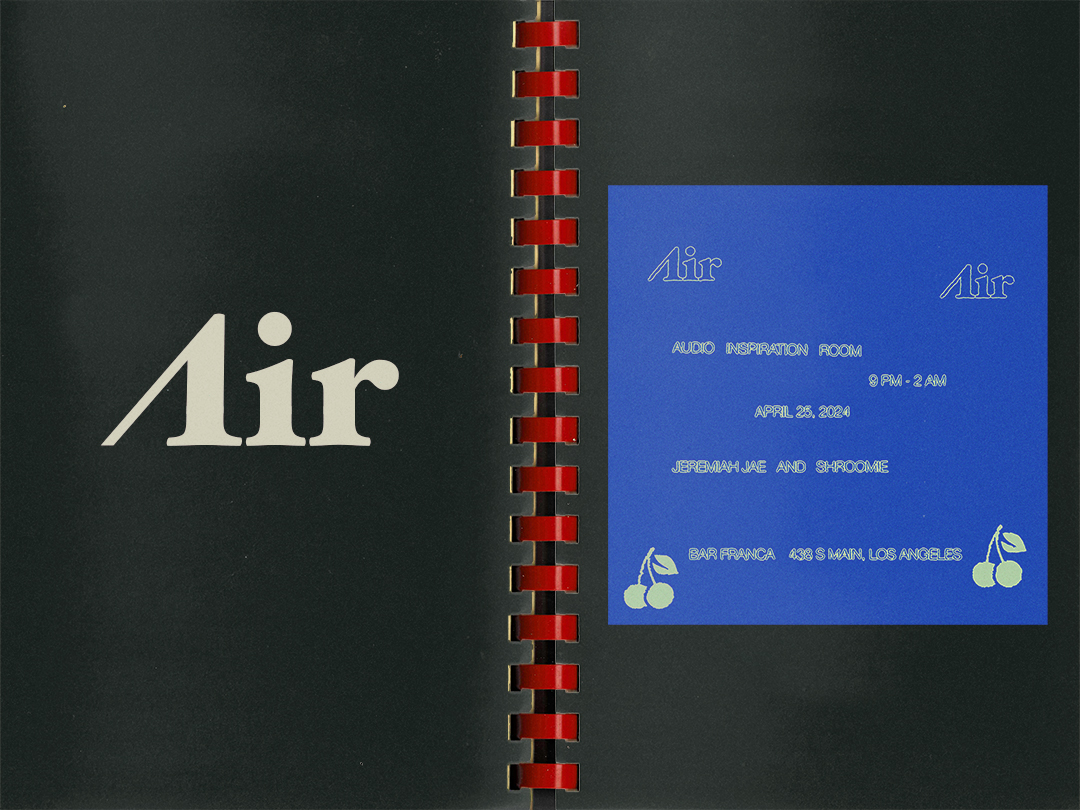 Air
Air
Air
AUDIO INSPIRATION ROOM
9 PM - 2 AM
APRIL 25, 2024
JEREMIAH JAE AND SHROOMIE
BAR FRANCA 438 S MAIN, LOS ANGELES